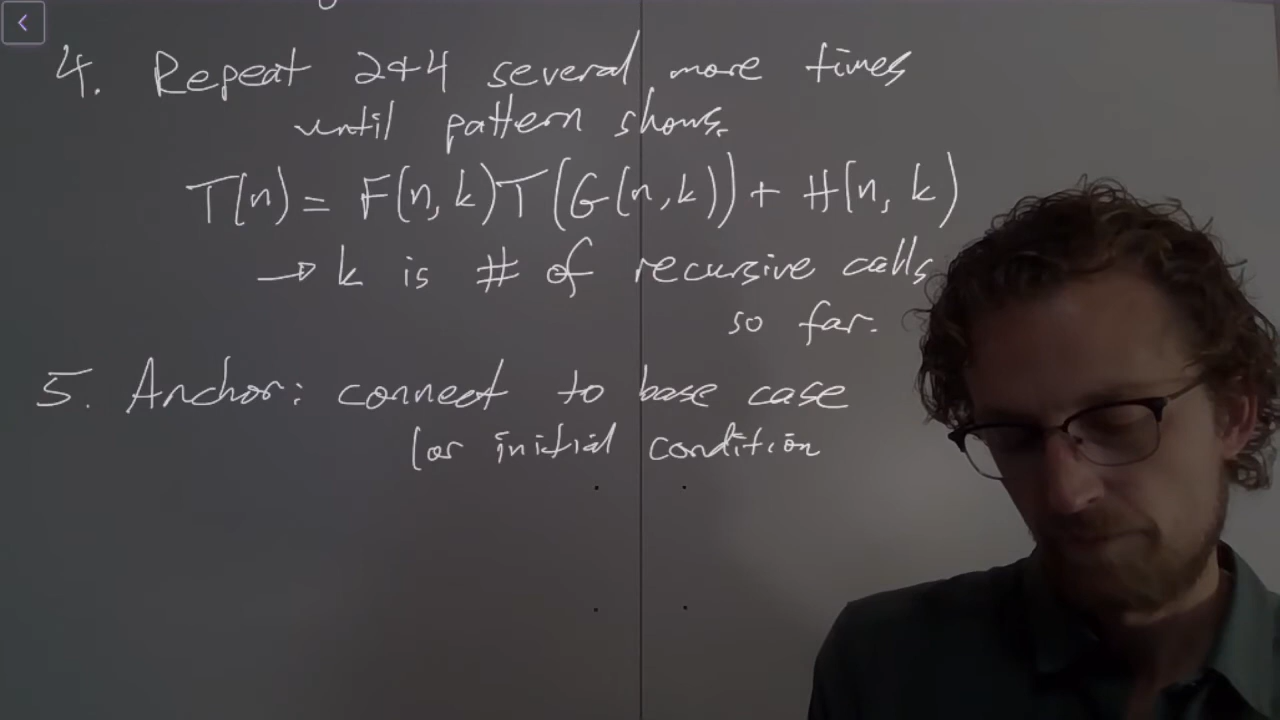 4. Repeat 2&4 several more times
until pattern shows.
T(n) = F(n, k)T(G(n, k)) + H(n, k)
→ k is # of recursive calls
so far.
5. Anchor: connect to base case
(or initial condition